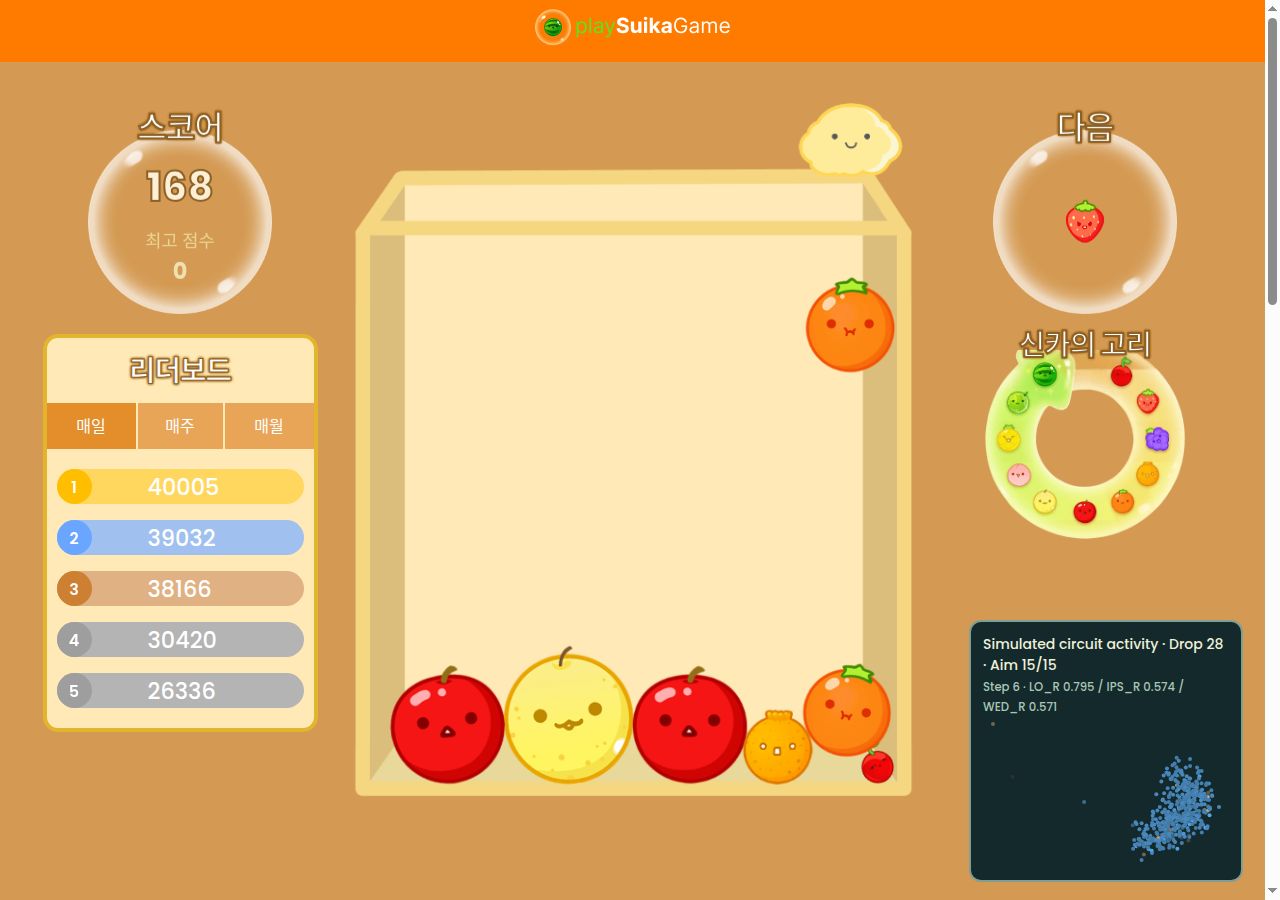 playSuikaGame
스코어
168
최고 점수
0
다음
신카의 고리
리더보드
매일 매주 매월
1 40005
2 39032
3 38166
4 30420
5 26336
Simulated circuit activity · Drop 28
· Aim 15/15
Step 6 · LO_R 0.795 / IPS_R 0.574 /
WED_R 0.571